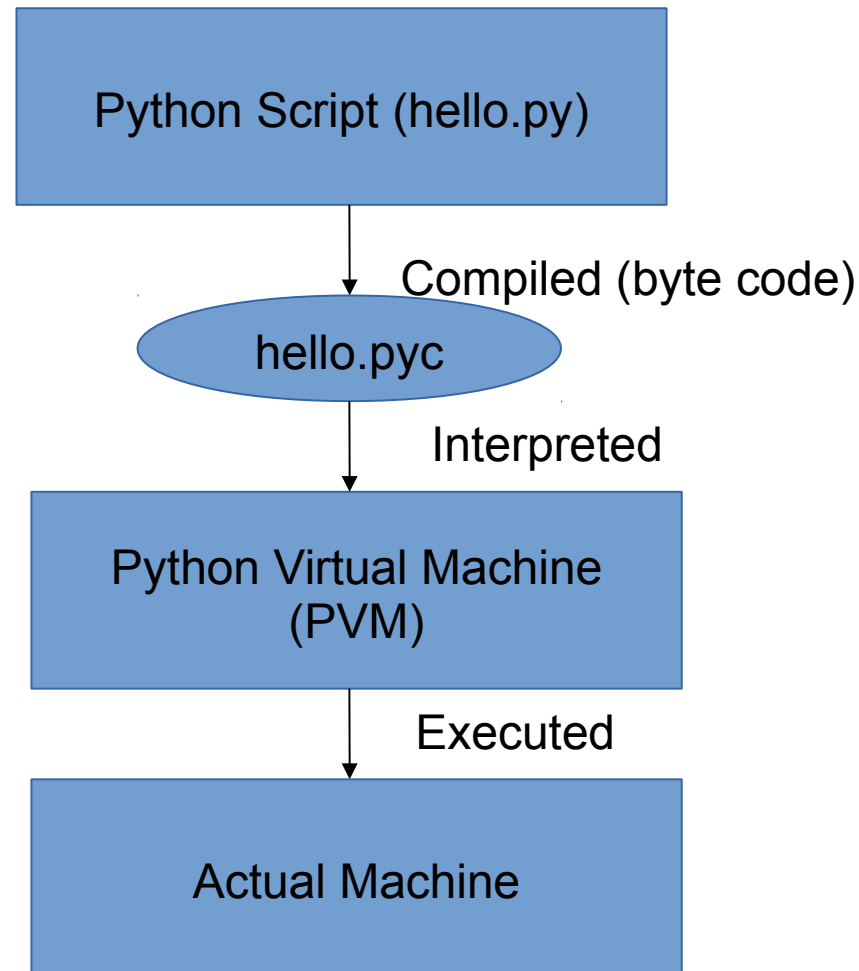 Python Script (hello.py)
Compiled (byte code)
hello.pyc
Interpreted
Python Virtual Machine
(PVM)
Executed
Actual Machine